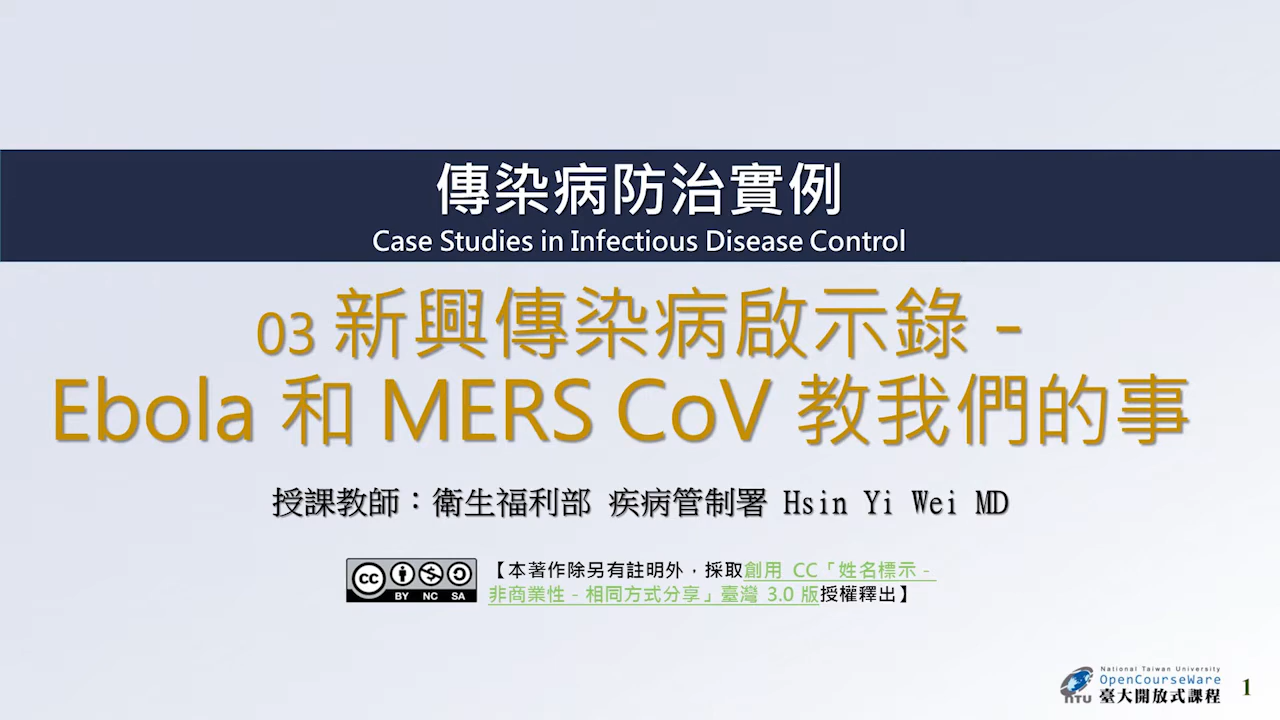 傳染病防治實例
Case Studies in Infectious Disease Control
03 新興傳染病啟示錄 -
Ebola 和 MERS CoV 教我們的事
授課教師：衛生福利部 疾病管制署 Hsin Yi Wei MD
cc BY NC SA
【本著作除另有註明外，採取創用 CC「姓名標示－
非商業性－相同方式分享」臺灣 3.0 版授權釋出】
National Taiwan University
OpenCourseWare
NTU 臺大開放式課程
1